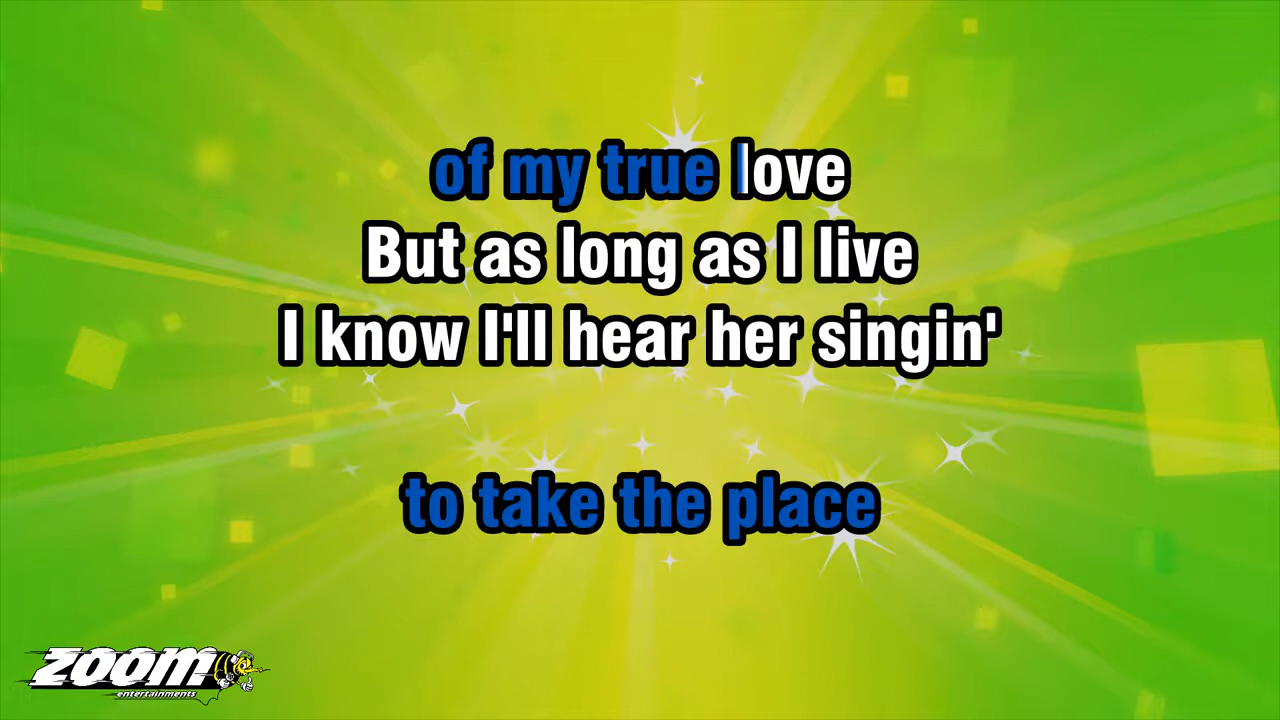 of my true love
But as long as I live
I know I'll hear her singin'
to take the place
zoom
entertainments